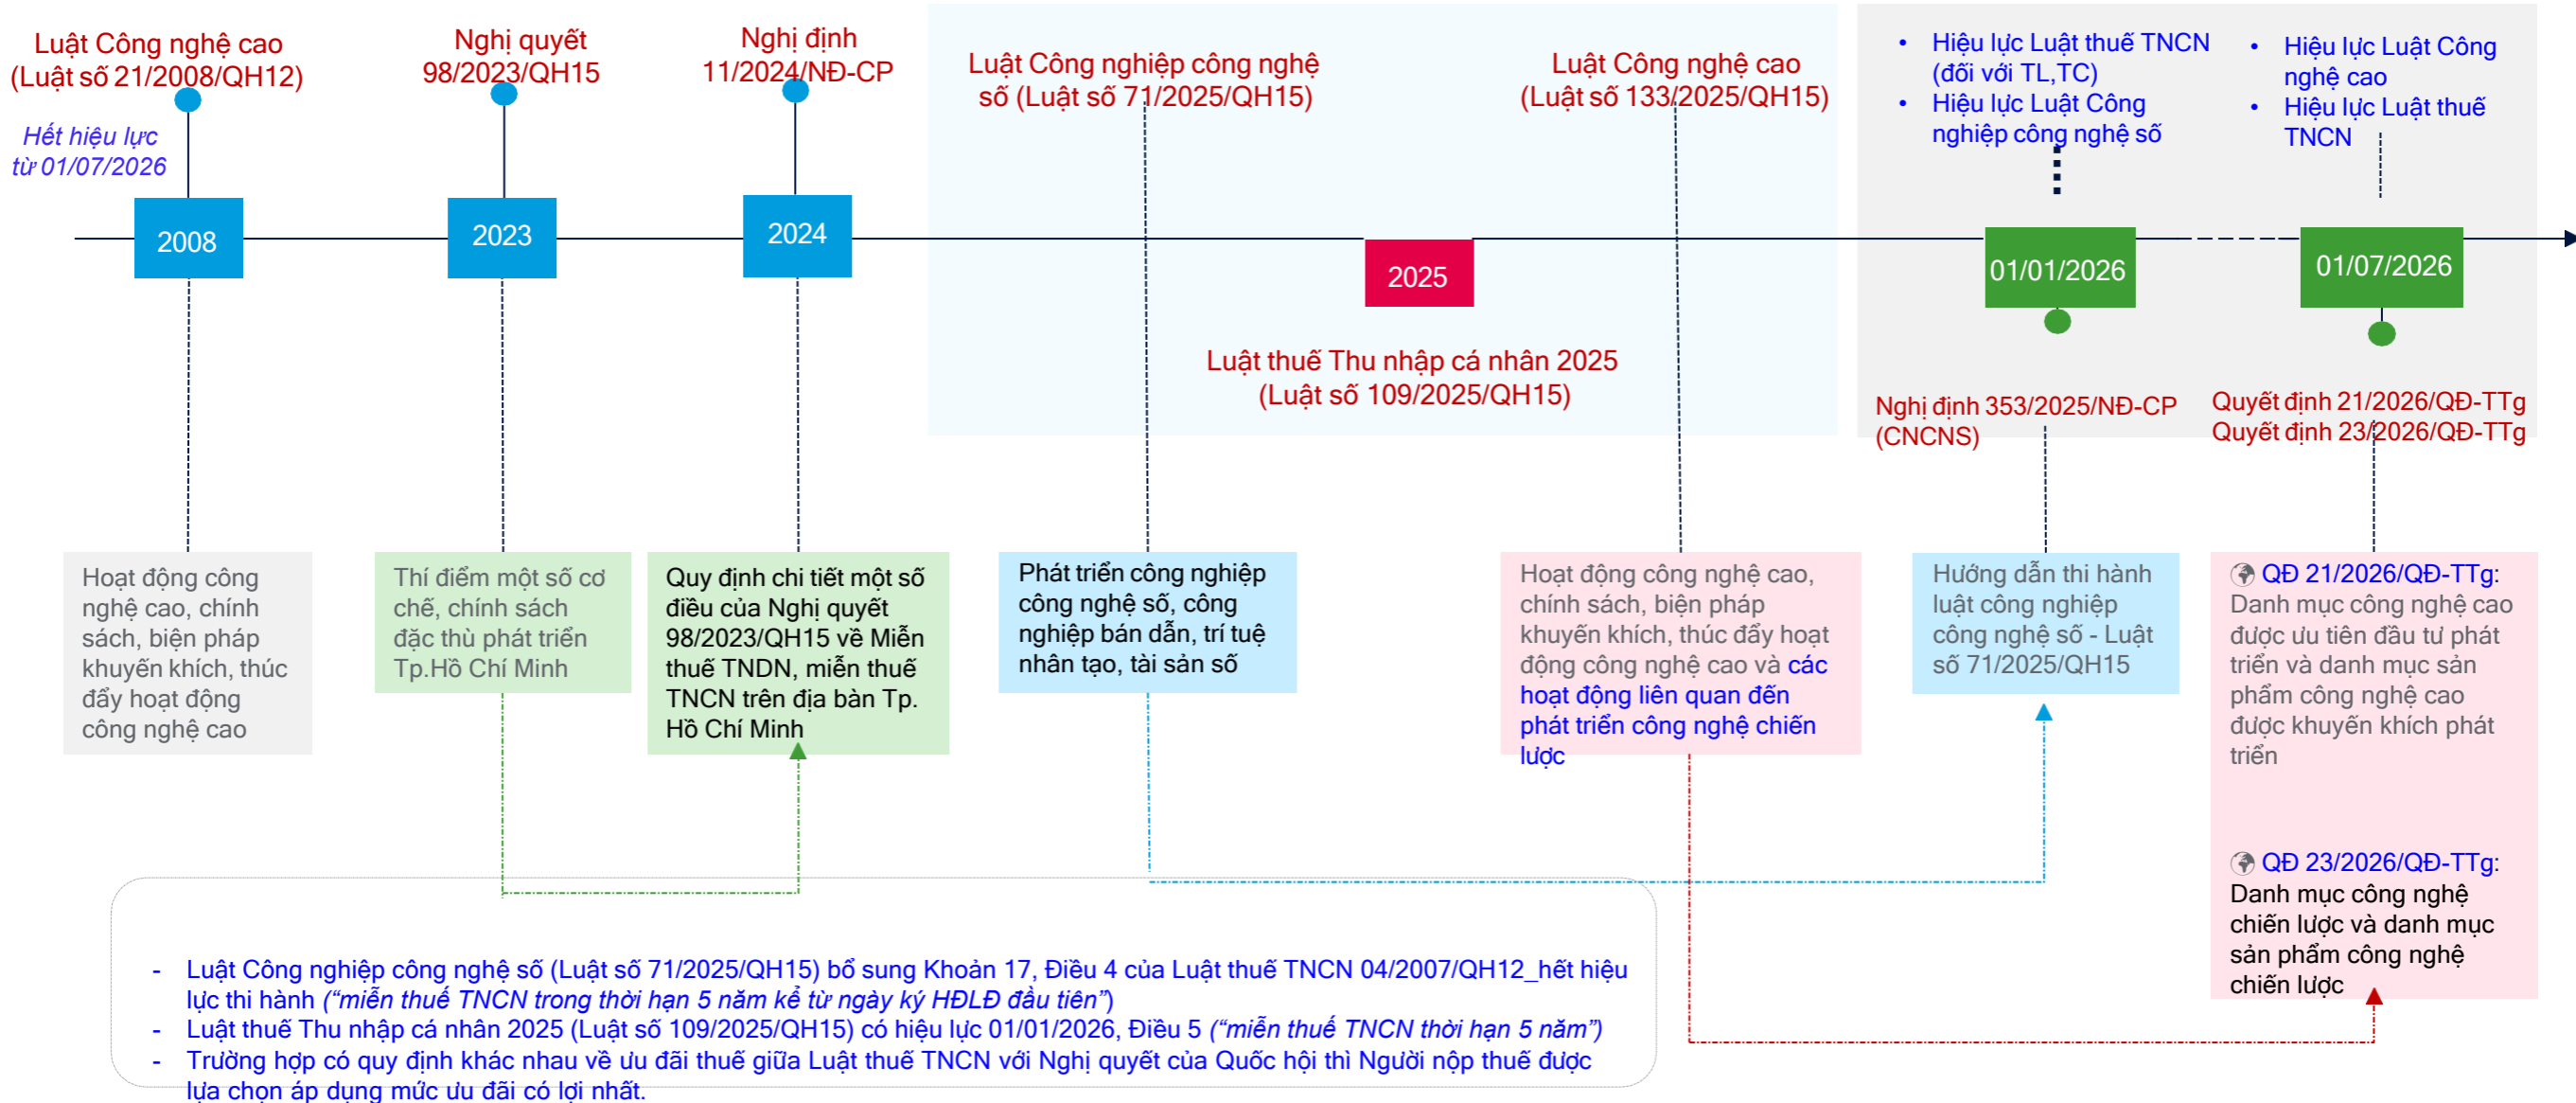 Luật Công nghệ cao
(Luật số 21/2008/QH12)
Hết hiệu lực
từ 01/07/2026
Nghị quyết
98/2023/QH15
Nghị định
11/2024/NĐ-CP
Luật Công nghiệp công nghệ
số (Luật số 71/2025/QH15)
Luật Công nghệ cao
(Luật số 133/2025/QH15)
• Hiệu lực Luật thuế TNCN
(đối với TL,TC)
• Hiệu lực Luật Công
nghiệp công nghệ số
• Hiệu lực Luật Công
nghệ cao
• Hiệu lực Luật thuế
TNCN
2008
2023
2024
2025
01/01/2026
01/07/2026
Luật thuế Thu nhập cá nhân 2025
(Luật số 109/2025/QH15)
Nghị định 353/2025/NĐ-CP
(CNCNS)
Quyết định 21/2026/QĐ-TTg
Quyết định 23/2026/QĐ-TTg
Hoạt động công
nghệ cao, chính
sách, biện pháp
khuyến khích, thúc
đẩy hoạt động
công nghệ cao
Thí điểm một số cơ
chế, chính sách
đặc thù phát triển
Tp.Hồ Chí Minh
Quy định chi tiết một số
điều của Nghị quyết
98/2023/QH15 về Miễn
thuế TNDN, miễn thuế
TNCN trên địa bàn Tp.
Hồ Chí Minh
Phát triển công nghiệp
công nghệ số, công
nghiệp bán dẫn, trí tuệ
nhân tạo, tài sản số
Hoạt động công nghệ cao,
chính sách, biện pháp
khuyến khích, thúc đẩy hoạt
động công nghệ cao và các
hoạt động liên quan đến
phát triển công nghệ chiến
lược
Hướng dẫn thi hành
luật công nghiệp
công nghệ số - Luật
số 71/2025/QH15
QĐ 21/2026/QĐ-TTg:
Danh mục công nghệ cao
được ưu tiên đầu tư phát
triển và danh mục sản
phẩm công nghệ cao
được khuyến khích phát
triển
QĐ 23/2026/QĐ-TTg:
Danh mục công nghệ
chiến lược và danh mục
sản phẩm công nghệ
chiến lược
- Luật Công nghiệp công nghệ số (Luật số 71/2025/QH15) bổ sung Khoản 17, Điều 4 của Luật thuế TNCN 04/2007/QH12_hết hiệu
lực thi hành (“miễn thuế TNCN trong thời hạn 5 năm kể từ ngày ký HĐLĐ đầu tiên”)
- Luật thuế Thu nhập cá nhân 2025 (Luật số 109/2025/QH15) có hiệu lực 01/01/2026, Điều 5 (“miễn thuế TNCN thời hạn 5 năm”)
- Trường hợp có quy định khác nhau về ưu đãi thuế giữa Luật thuế TNCN với Nghị quyết của Quốc hội thì Người nộp thuế được
lựa chọn áp dụng mức ưu đãi có lợi nhất.